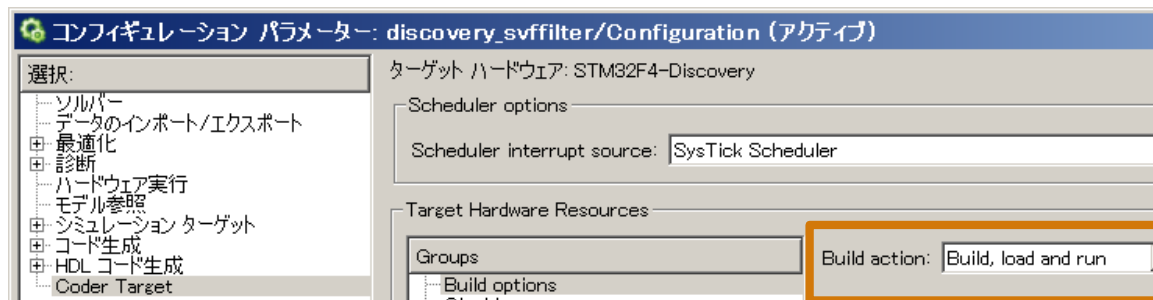 コンフィギュレーション パラメーター: discovery_svffilter/Configuration (アクティブ)
選択:
ソルバー
データのインポート/エクスポート
最適化
診断
ハードウェア実行
モデル参照
シミュレーション ターゲット
コード生成
HDL コード生成
Coder Target
ターゲット ハードウェア: STM32F4-Discovery
Scheduler options
Scheduler interrupt source: SysTick Scheduler
Target Hardware Resources
Groups
Build options
Build action: Build, load and run